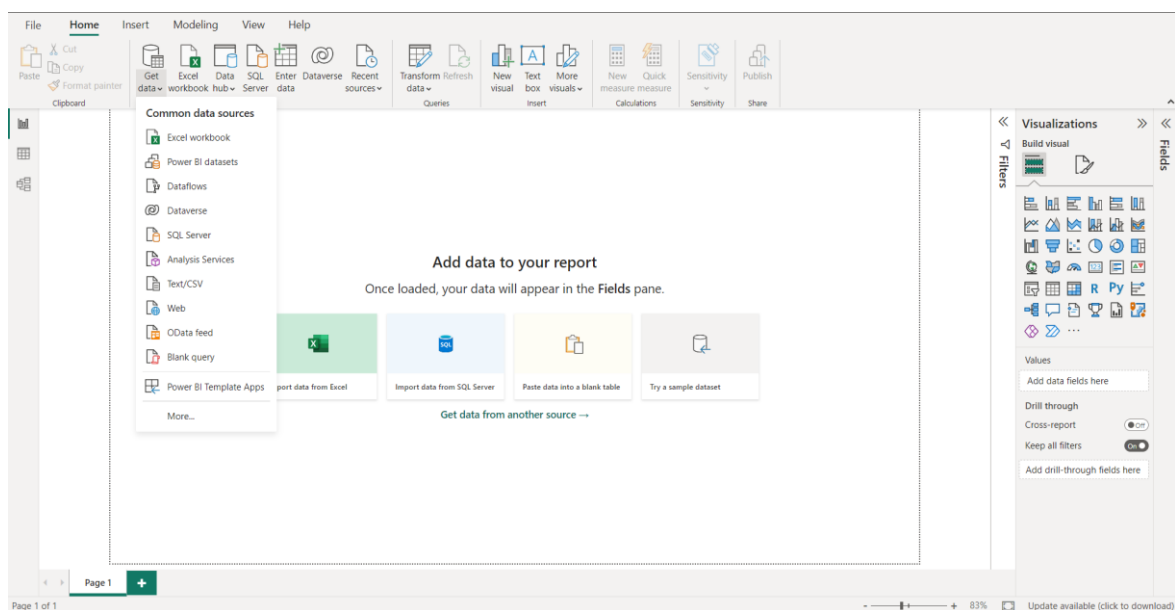 File Home Insert Modeling View Help
Paste
Cut
Copy
Format painter
Clipboard
Get data
Excel workbook
Data hub
SQL Server
Enter data
Dataverse
Recent sources
Transform data
Refresh
Queries
New visual
Text box
More visuals
Insert
New measure
Quick measure
Calculations
Sensitivity
Sensitivity
Publish
Share
Common data sources
Excel workbook
Power BI datasets
Dataflows
Dataverse
SQL Server
Analysis Services
Text/CSV
Web
OData feed
Blank query
Power BI Template Apps
More...
Add data to your report
Once loaded, your data will appear in the Fields pane.
SQL
port data from Excel
Import data from SQL Server
Paste data into a blank table
Try a sample dataset
Get data from another source →
Filters
Visualizations
Build visual
R Py
Values
Add data fields here
Drill through
Cross-report Off
Keep all filters On
Add drill-through fields here
Fields
Page 1
Page 1 of 1
- + 83% Update available (click to download)